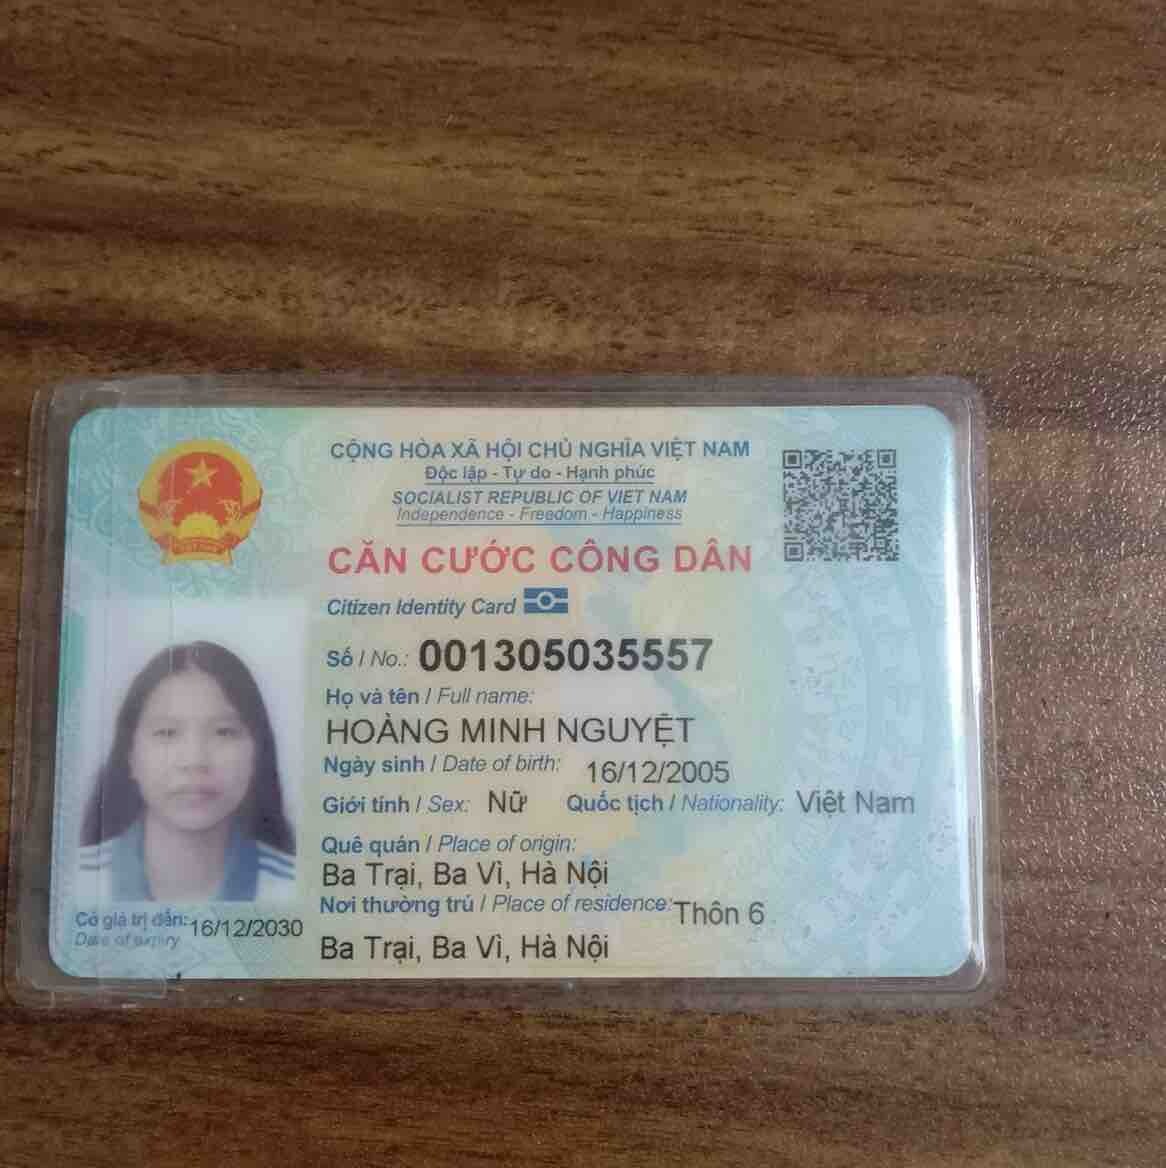 CỘNG HÒA XÃ HỘI CHỦ NGHĨA VIỆT NAM
Độc lập - Tự do - Hạnh phúc
SOCIALIST REPUBLIC OF VIET NAM
Independence - Freedom - Happiness
CĂN CƯỚC CÔNG DÂN
Citizen Identity Card
Số / No.: 001305035557
Họ và tên / Full name:
HOÀNG MINH NGUYỆT
Ngày sinh / Date of birth: 16/12/2005
Giới tính / Sex: Nữ Quốc tịch / Nationality: Việt Nam
Quê quán / Place of origin:
Ba Trại, Ba Vì, Hà Nội
Nơi thường trú / Place of residence: Thôn 6
Ba Trại, Ba Vì, Hà Nội
Có giá trị đến: 16/12/2030
Date of expiry